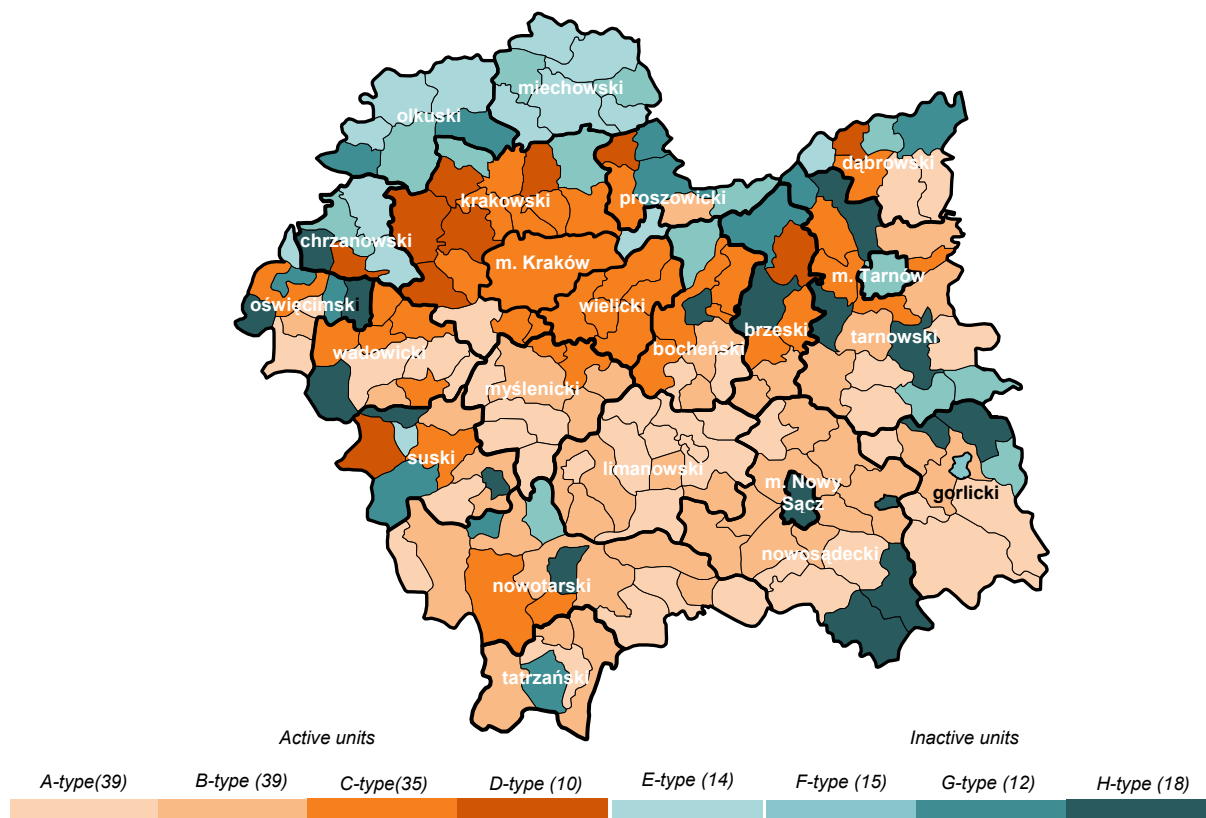 miechowski
olkuski
dąbrowski
krakowski
proszowicki
chrzanowski
m. Kraków
m. Tarnów
oświęcimski
wielicki
brzeski
tarnowski
wadowicki
bocheński
myślenicki
suski
limanowski
m. Nowy
Sącz
gorlicki
nowosądecki
nowotarski
tatrzański
Active units
Inactive units
A-type(39) B-type (39) C-type(35) D-type (10) E-type (14) F-type (15) G-type (12) H-type (18)